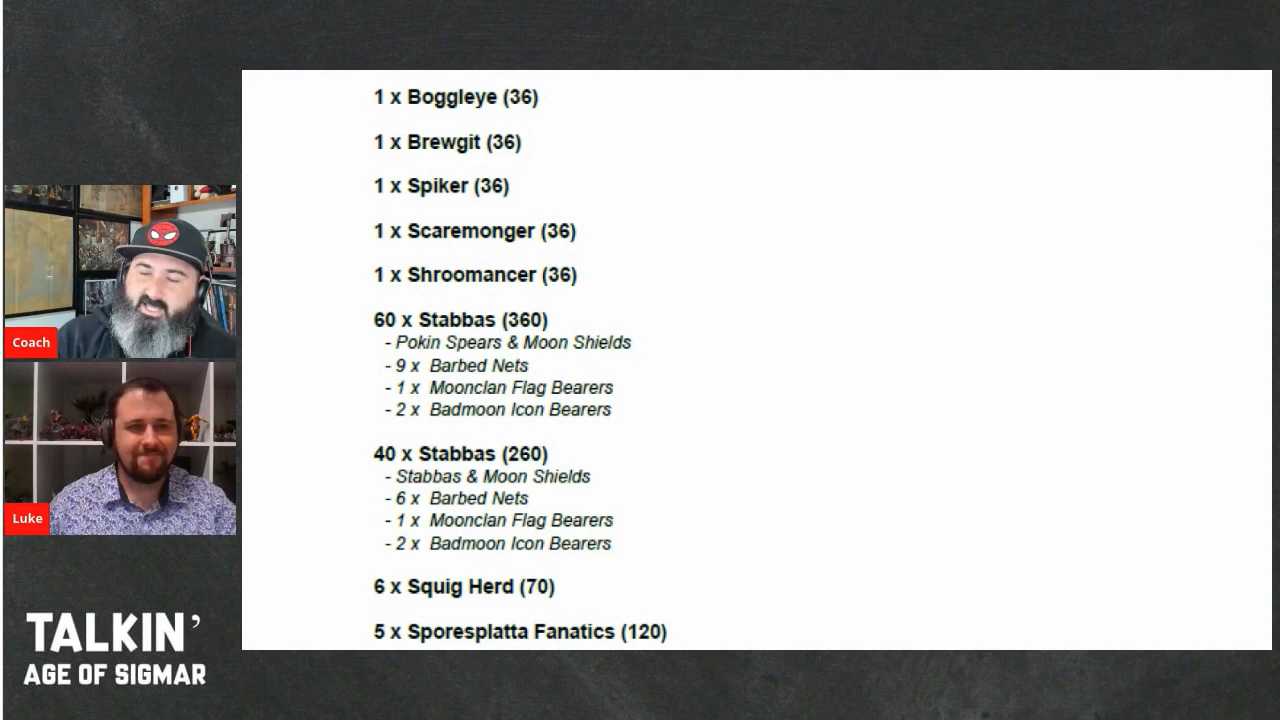 1 x Boggleye (36)
1 x Brewgit (36)
1 x Spiker (36)
1 x Scaremonger (36)
1 x Shroomancer (36)
60 x Stabbas (360)
- Pokin Spears & Moon Shields
- 9 x Barbed Nets
- 1 x Moonclan Flag Bearers
- 2 x Badmoon Icon Bearers
40 x Stabbas (260)
- Stabbas & Moon Shields
- 6 x Barbed Nets
- 1 x Moonclan Flag Bearers
- 2 x Badmoon Icon Bearers
6 x Squig Herd (70)
5 x Sporesplatta Fanatics (120)
Coach
Luke
TALKIN’
AGE OF SIGMAR